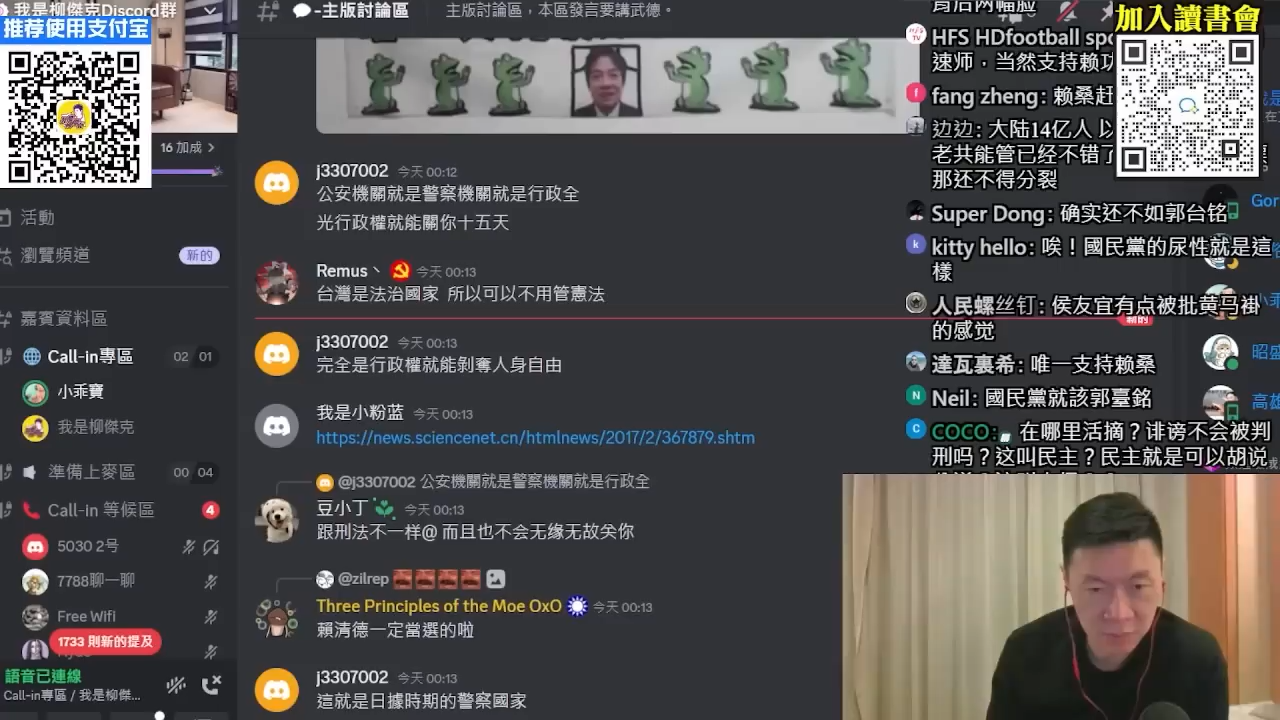 我是柳傑克Discord群
推荐使用支付宝
16 加成
活動
瀏覽頻道
新的
嘉賓資料區
Call-in專區
02 01
小乖寶
我是柳傑克
準備上麥區
00 04
Call-in 等候區
4
5030 2号
7788聊一聊
Free Wifi
1733 則新的提及
語音已連線
Call-in專區 / 我是柳傑...
-主版討論區
主版討論區，本區發言要講武德。
j3307002 今天 00:12
公安機關就是警察機關就是行政全
光行政權就能關你十五天
Remus丶 今天 00:13
台灣是法治國家 所以可以不用管憲法
新的
j3307002 今天 00:13
完全是行政權就能剝奪人身自由
我是小粉蓝 今天 00:13
https://news.sciencenet.cn/htmlnews/2017/2/367879.shtm
@j3307002 公安機關就是警察機關就是行政全
豆小丁 今天 00:13
跟刑法不一样@ 而且也不会无缘无故关你
@zilrep
Three Principles of the Moe OxO 今天 00:13
賴清德一定當選的啦
j3307002 今天 00:13
這就是日據時期的警察國家
加入讀書會
HFS HDfootball spo
速师，当然支持赖功
fang zheng: 赖桑赶
边边: 大陆14亿人 以
老共能管已经不错了
那还不得分裂
Super Dong: 确实还不如郭台铭
kitty hello: 唉！國民黨的尿性就是這
樣
人民螺丝钉: 侯友宜有点被批黄马褂
的感觉
達瓦裏希: 唯一支持赖桑
Neil: 國民黨就該郭臺銘
COCO: 在哪里活摘？诽谤不会被判
刑吗？这叫民主？民主就是可以胡说
Gor
小乖
昭盛
高雄